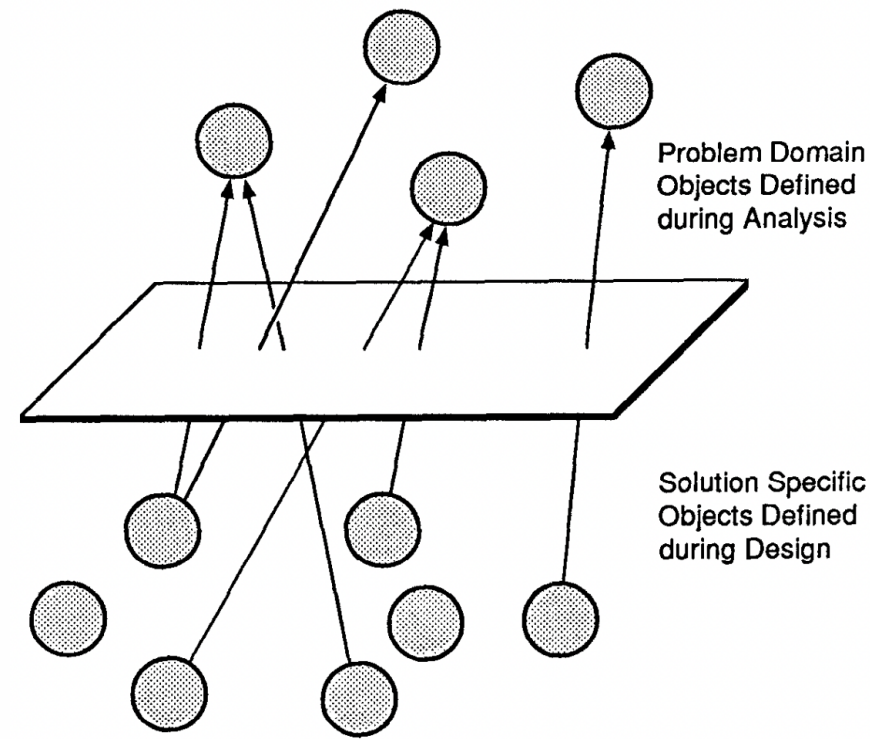 Problem Domain
Objects Defined
during Analysis
Solution Specific
Objects Defined
during Design